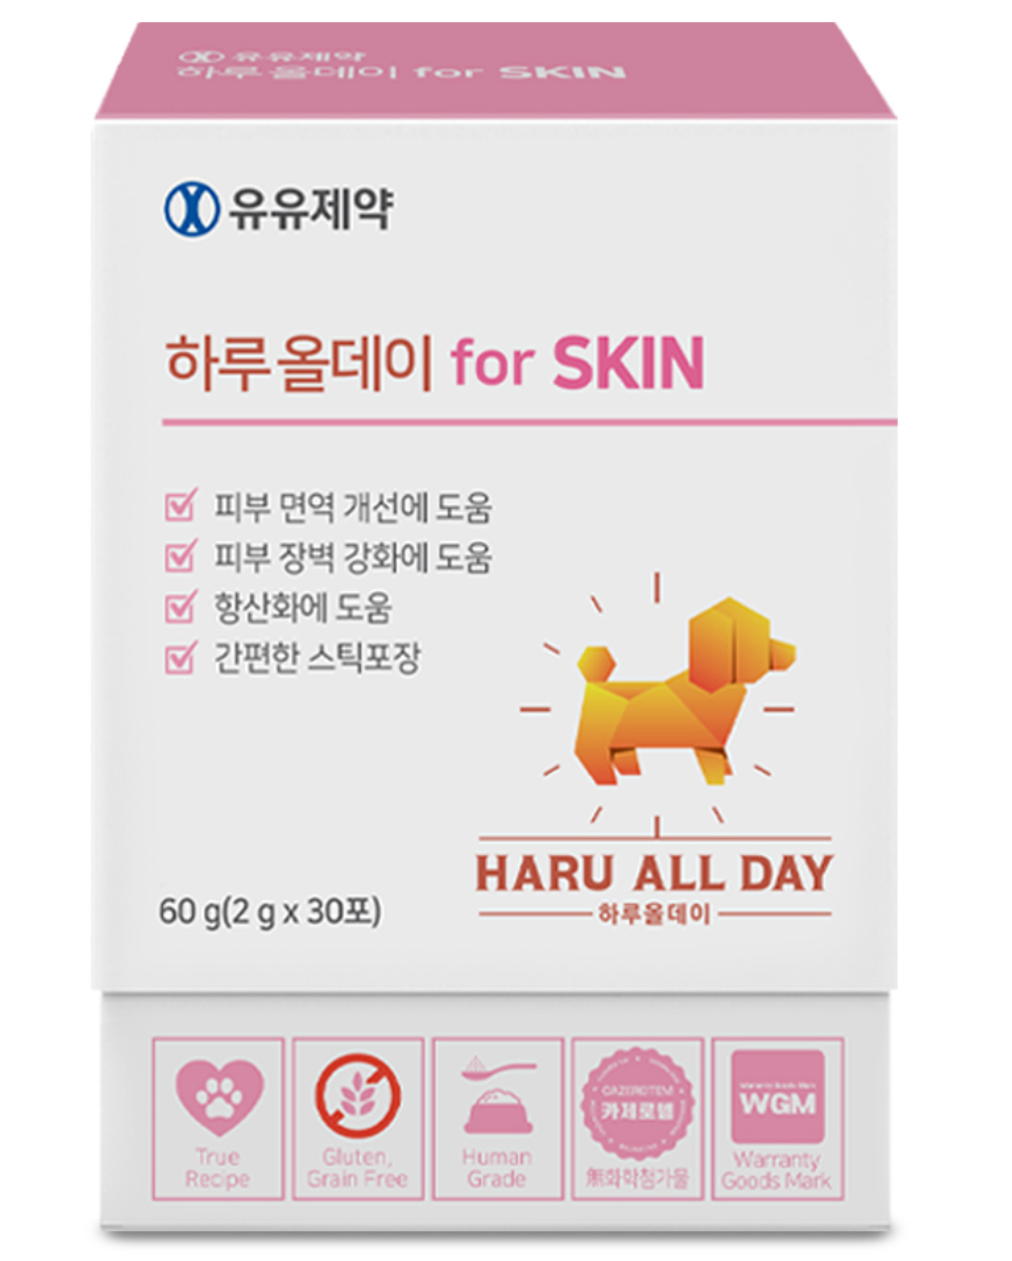 유유제약
하루 올데이 for SKIN
유유제약
하루 올데이 for SKIN
피부 면역 개선에 도움
피부 장벽 강화에 도움
항산화에 도움
간편한 스틱포장
HARU ALL DAY
하루올데이
60 g(2 g x 30포)
True
Recipe
Gluten,
Grain Free
Human
Grade
CAZEROTEM
카제로템
無화학첨가물
Warranty Goods Mark
WGM
Warranty
Goods Mark